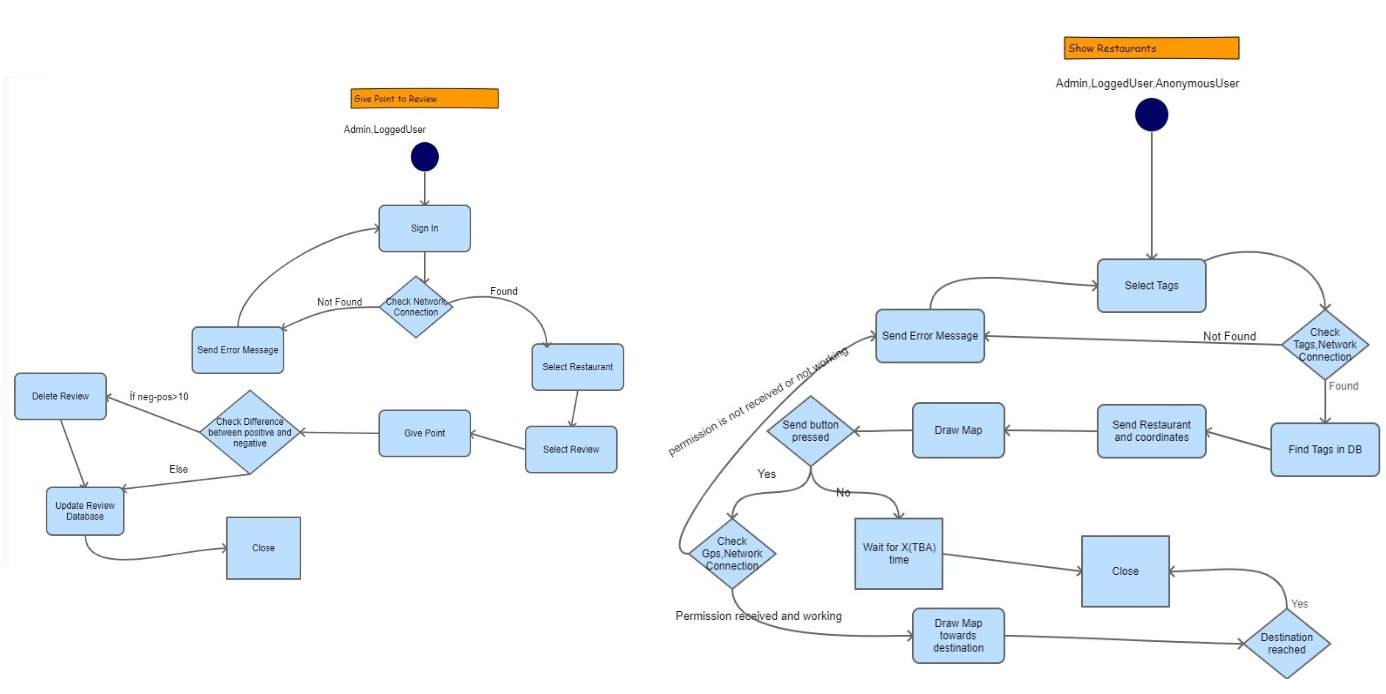 Give Point to Review
Admin,LoggedUser
Sign In
Check Network
Connection
Not Found
Found
Send Error Message
Select Restaurant
Select Review
Give Point
Check Difference
between positive and
negative
İf neg-pos>10
Delete Review
Else
Update Review
Database
Close
Show Restaurants
Admin,LoggedUser,AnonymousUser
Select Tags
Check
Tags,Network
Connection
Not Found
Found
Send Error Message
Find Tags in DB
Send Restaurant
and coordinates
Draw Map
Send button
pressed
Yes
No
permission is not received or not working
Check
Gps,Network
Connection
Wait for X(TBA)
time
Close
Permission received and working
Draw Map
towards
destination
Destination
reached
Yes